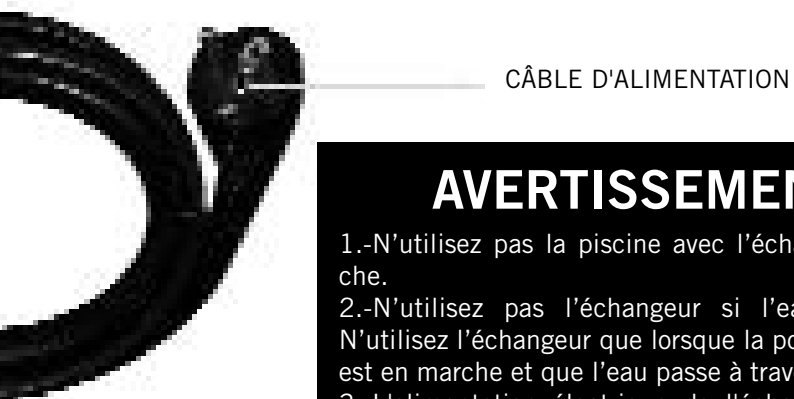 CÂBLE D'ALIMENTATION
AVERTISSEMEN
1.-N’utilisez pas la piscine avec l’écha
che.
2.-N’utilisez pas l’échangeur si l’ea
N’utilisez l’échangeur que lorsque la po
est en marche et que l’eau passe à trav